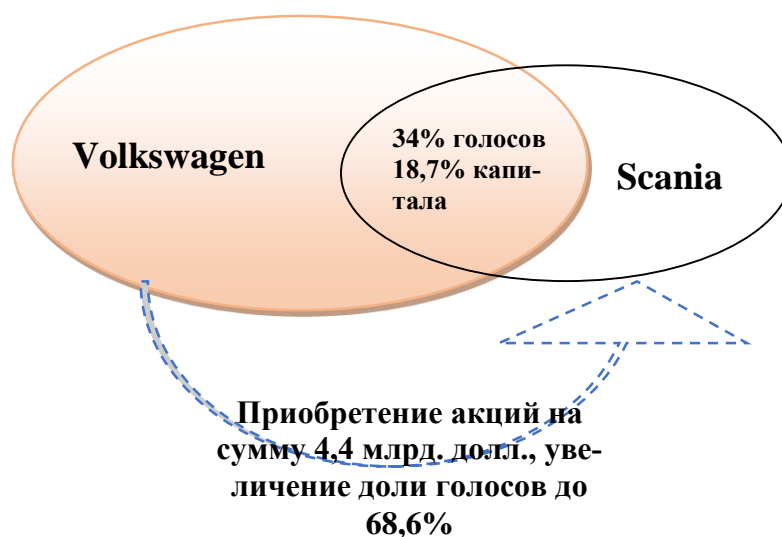 Volkswagen
34% голосов
18,7% капи-
тала
Scania
Приобретение акций на
сумму 4,4 млрд. долл., уве-
личение доли голосов до
68,6%